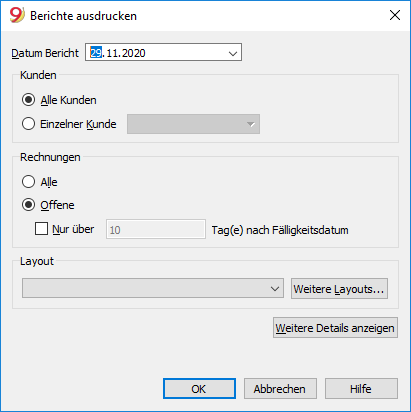 9 Berichte ausdrucken
Datum Bericht 29.11.2020
Kunden
Alle Kunden
Einzelner Kunde
Rechnungen
Alle
Offene
Nur über 10 Tag(e) nach Fälligkeitsdatum
Layout
Weitere Layouts...
Weitere Details anzeigen
OK Abbrechen Hilfe